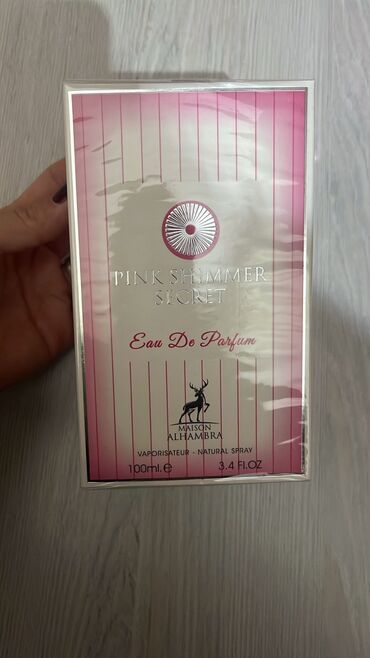 PINK SHIMMER
SECRET
Eau De Parfum
MAISON
ALHAMBRA
VAPORISATEUR - NATURAL SPRAY
100ml.e 3.4 Fl.OZ